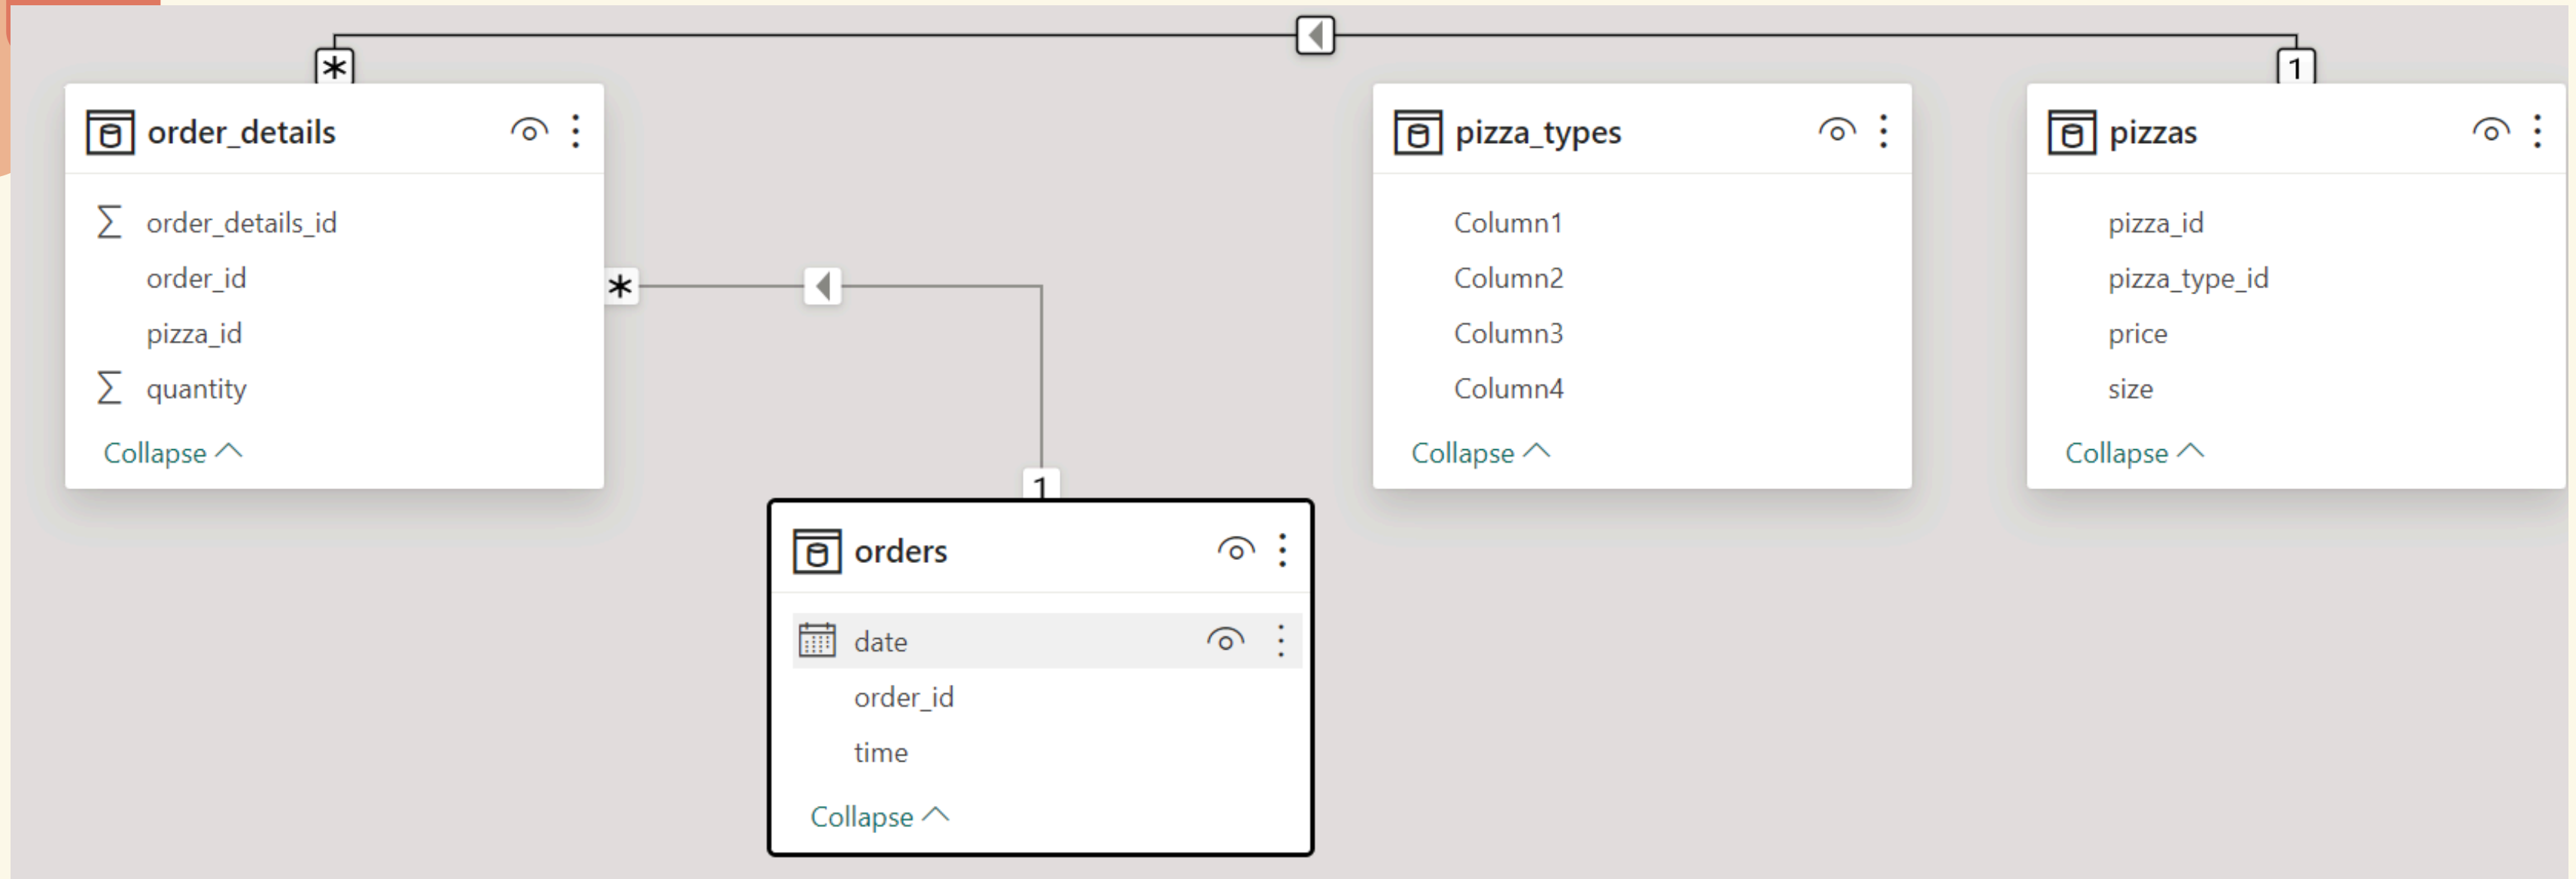 *
1
order_details
order_details_id
order_id
pizza_id
quantity
Collapse
*
1
pizza_types
Column1
Column2
Column3
Column4
Collapse
pizzas
pizza_id
pizza_type_id
price
size
Collapse
orders
date
order_id
time
Collapse